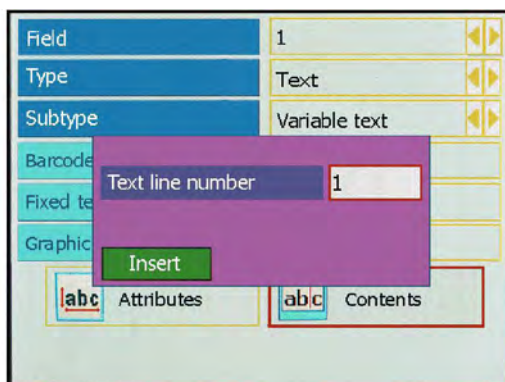 Field 1
Type Text
Subtype Variable text
Barcode
Text line number 1
Fixed te
Graphic
Insert
abc Attributes abc Contents